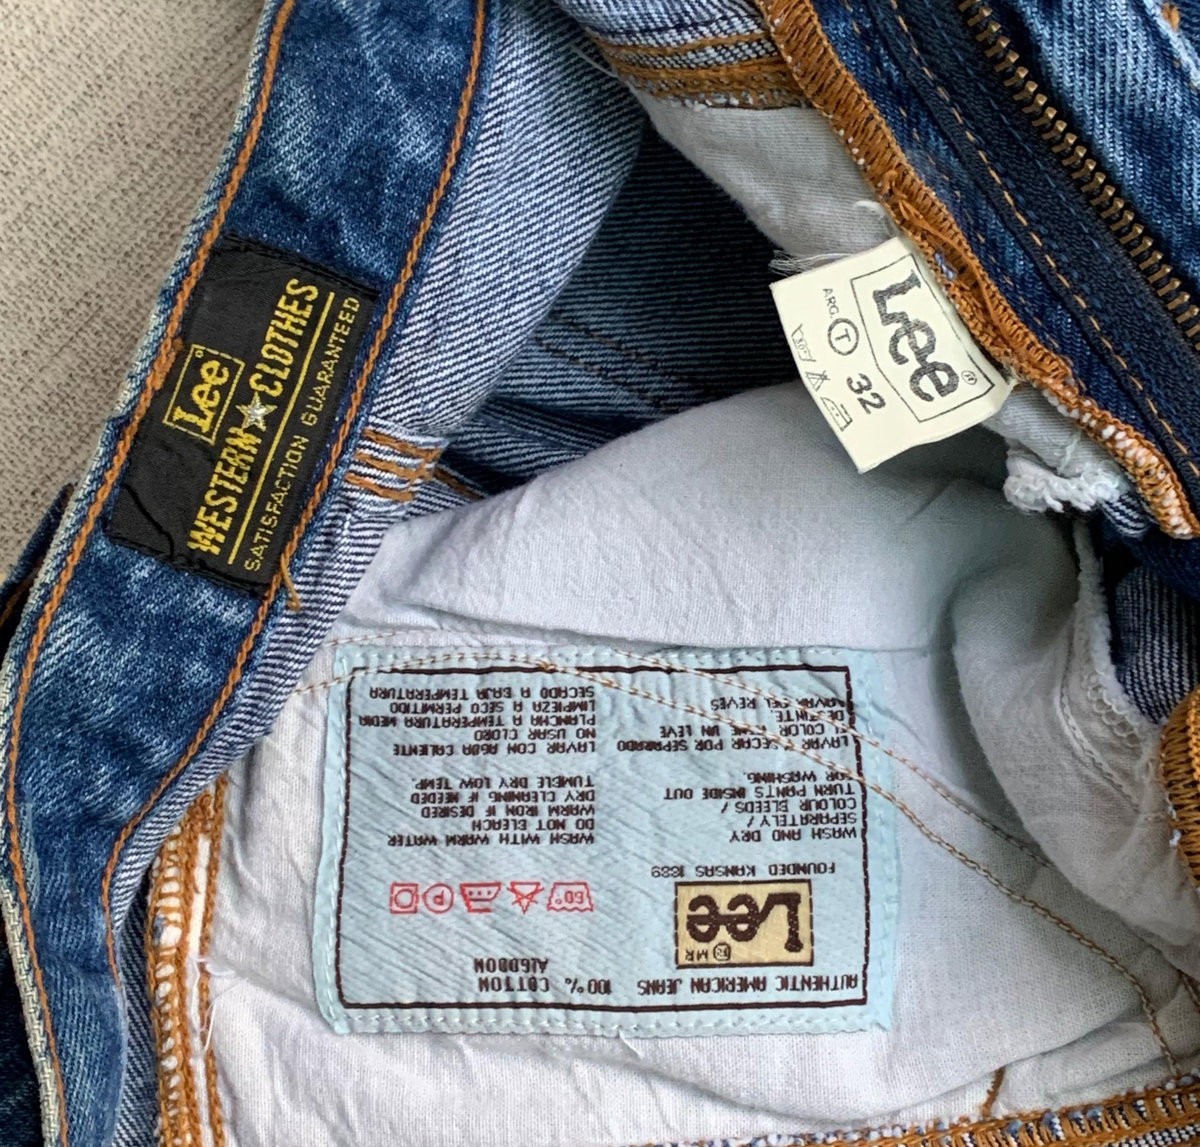 Lee
WESTERN CLOTHES
SATISFACTION GUARANTEED
Lee ®
ARG. T 32
AUTHENTIC AMERICAN JEANS
Lee ® MR
FOUNDED KANSAS 1889
WASH AND DRY
SEPARATELY/
COLOUR BLEEDS/
TURN PANTS INSIDE OUT
FOR WASHING.
LAVAR Y SECAR POR SEPARADO
EL COLOR TIENE UN LEVE
DESTINTE
LAVAR DEL REVES
100% COTTON
ALGODON
60°
P
WASH WITH WARM WATER
DO NOT BLEACH
WARM IRON IF DESIRED
DRY CLEANING IF NEEDED
TUMBLE DRY LOW TEMP.
LAVAR CON AGUA CALIENTE
NO USAR CLORO
PLANCHA A TEMPERATURA MEDIA
LIMPIEZA A SECO PERMITIDO
SECADO A BAJA TEMPERATURA